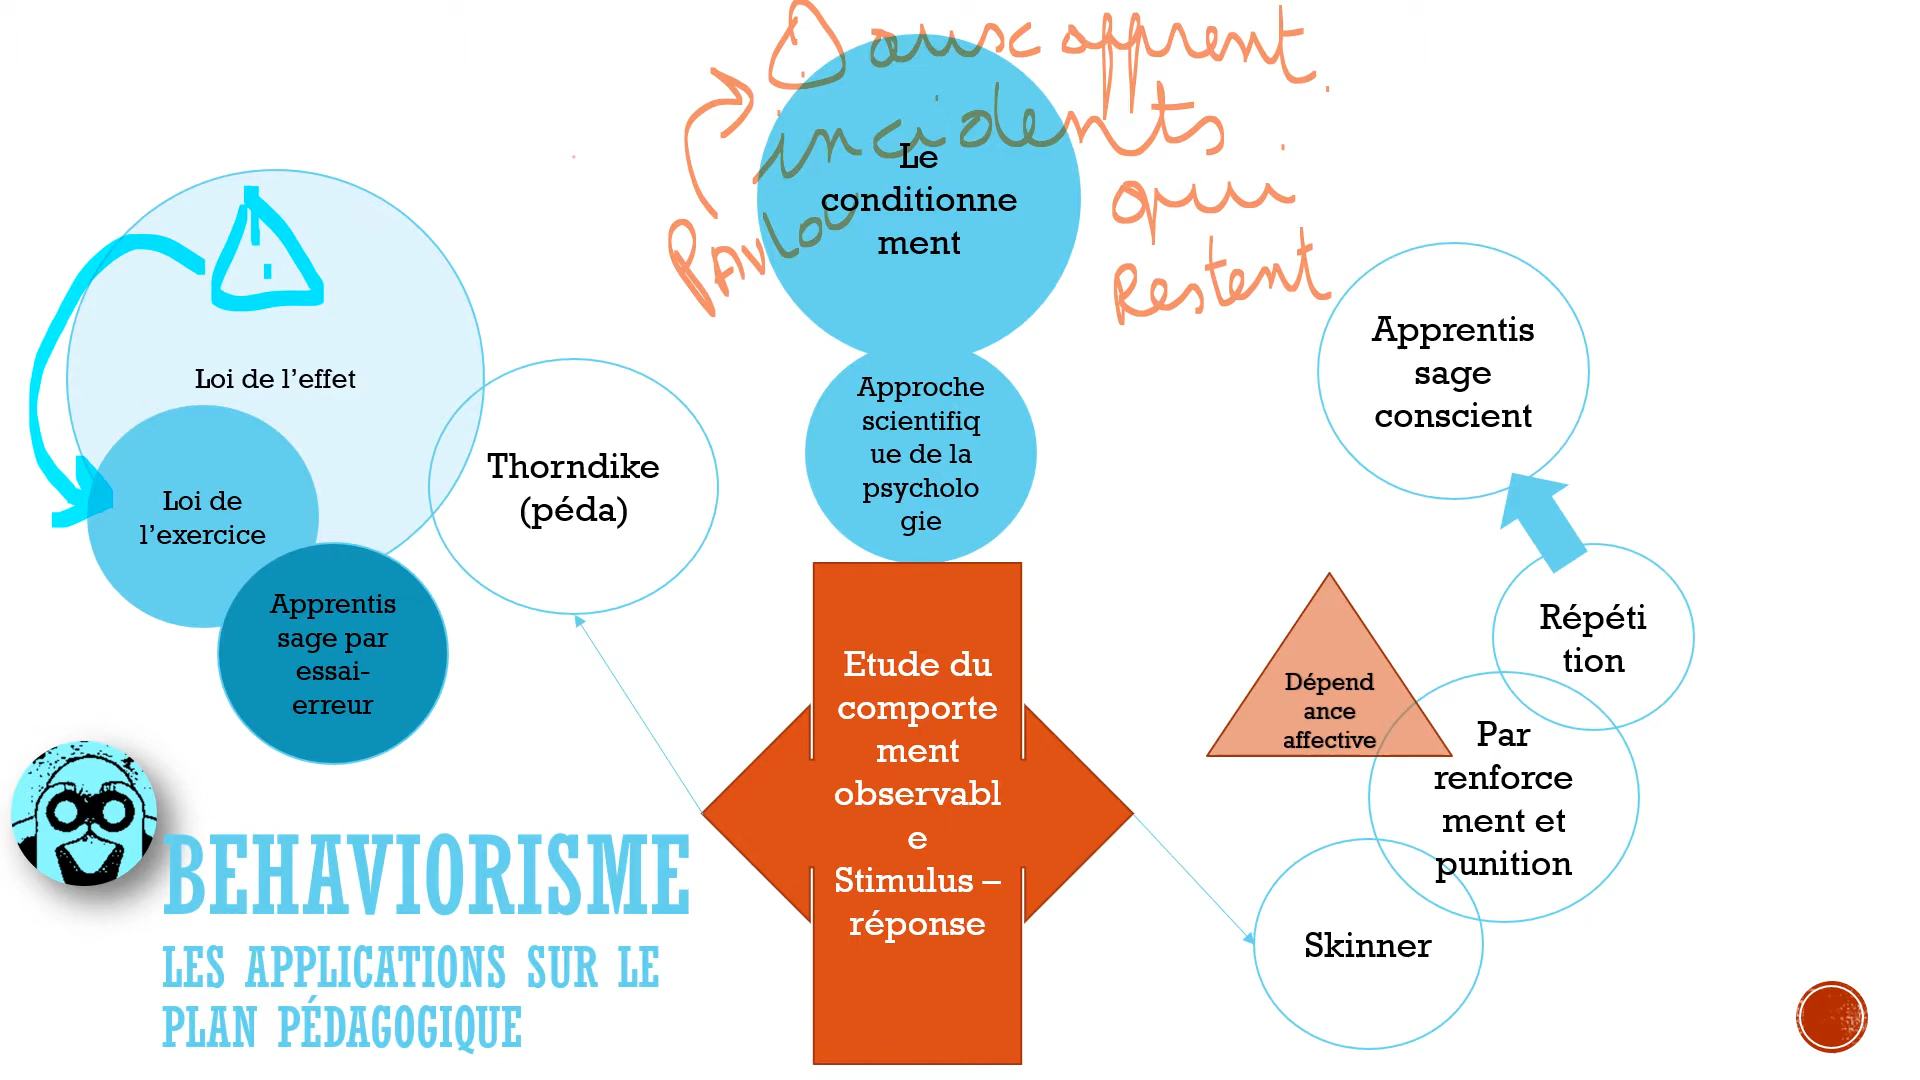 aux apprent.
incidents
qui
Restent
PAVLOV
Le
conditionne
ment
Approche
scientifiq
ue de la
psycholo
gie
Etude du
comporte
ment
observabl
e
Stimulus –
réponse
Loi de l’effet
Loi de
l’exercice
Apprentis
sage par
essai-
erreur
Thorndike
(péda)
Apprentis
sage
conscient
Répéti
tion
Par
renforce
ment et
punition
Dépend
ance
affective
Skinner
BEHAVIORISME
LES APPLICATIONS SUR LE
PLAN PÉDAGOGIQUE